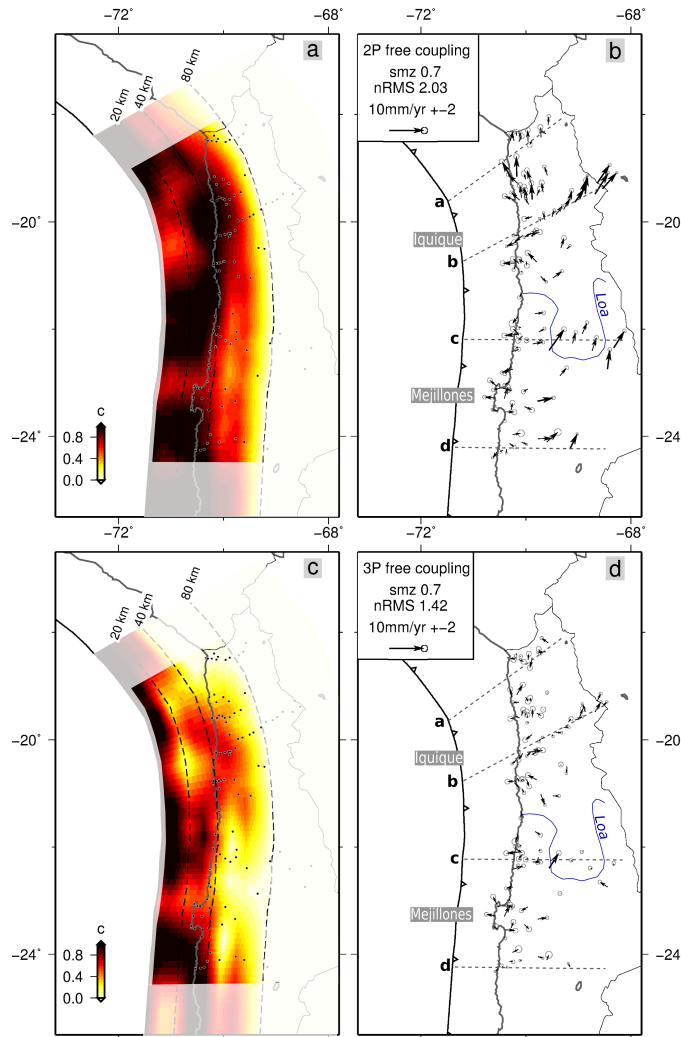 −72˚
−68˚
−72˚
−68˚
a
80 km
40 km
20 km
c
0.8
0.4
0.0
b
2P free coupling
smz 0.7
nRMS 2.03
10mm/yr +−2
a
Iquique
b
Loa
c
Mejillones
d
−20˚
−24˚
−20˚
−24˚
−72˚
−68˚
−72˚
−68˚
c
80 km
40 km
20 km
c
0.8
0.4
0.0
d
3P free coupling
smz 0.7
nRMS 1.42
10mm/yr +−2
a
Iquique
b
Loa
c
Mejillones
d
−20˚
−24˚
−20˚
−24˚